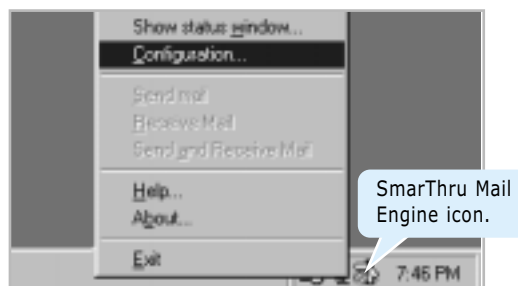 Show status window...
Configuration...
Send mail
Receive Mail
Send and Receive Mail
Help...
About...
Exit
SmarThru Mail
Engine icon.
7:46 PM